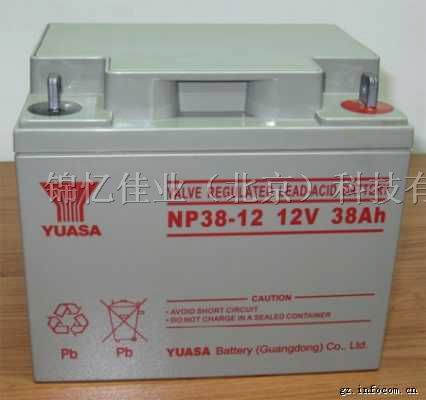 锦亿佳业（北京）科技有
VALVE REGULATED LEAD ACID BATTERY
YUASA
NP38-12 12V 38Ah
CAUTION
• AVOID SHORT CIRCUIT
• DO NOT CHARGE IN A SEALED CONTAINER
Pb
Pb
YUASA Battery (Guangdong) Co., Ltd.
gz.infocom.cn